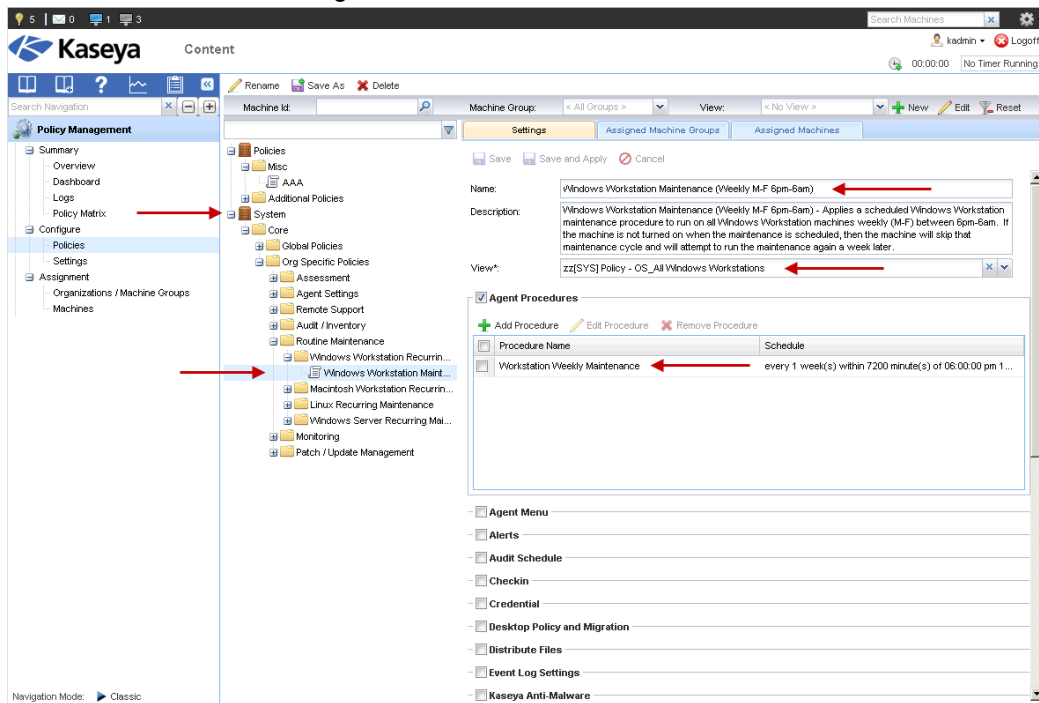 5 0 1 3 Search Machines
Kaseya Content kadmin Logoff
00:00:00 No Timer Running
Rename Save As Delete
Search Navigation Machine Id: Machine Group: < All Groups > View: < No View > New Edit Reset
Policy Management
Summary
Overview
Dashboard
Logs
Policy Matrix
Configure
Policies
Settings
Assignment
Organizations / Machine Groups
Machines
Policies
Misc
AAA
Additional Policies
System
Core
Global Policies
Org Specific Policies
Assessment
Agent Settings
Remote Support
Audit / Inventory
Routine Maintenance
Windows Workstation Recurrin...
Windows Workstation Maint...
Macintosh Workstation Recurrin...
Linux Recurring Maintenance
Windows Server Recurring Mai...
Monitoring
Patch / Update Management
Settings Assigned Machine Groups Assigned Machines
Save Save and Apply Cancel
Name: Windows Workstation Maintenance (Weekly M-F 6pm-6am)
Description: Windows Workstation Maintenance (Weekly M-F 6pm-6am) - Applies a scheduled Windows Workstation
maintenance procedure to run on all Windows Workstation machines weekly (M-F) between 6pm-6am. If
the machine is not turned on when the maintenance is scheduled, then the machine will skip that
maintenance cycle and will attempt to run the maintenance again a week later.
View*: zz[SYS] Policy - OS_All Windows Workstations
Agent Procedures
Add Procedure Edit Procedure Remove Procedure
Procedure Name Schedule
Workstation Weekly Maintenance every 1 week(s) within 7200 minute(s) of 06:00:00 pm 1...
Agent Menu
Alerts
Audit Schedule
Checkin
Credential
Desktop Policy and Migration
Distribute Files
Event Log Settings
Kaseya Anti-Malware
Navigation Mode: Classic